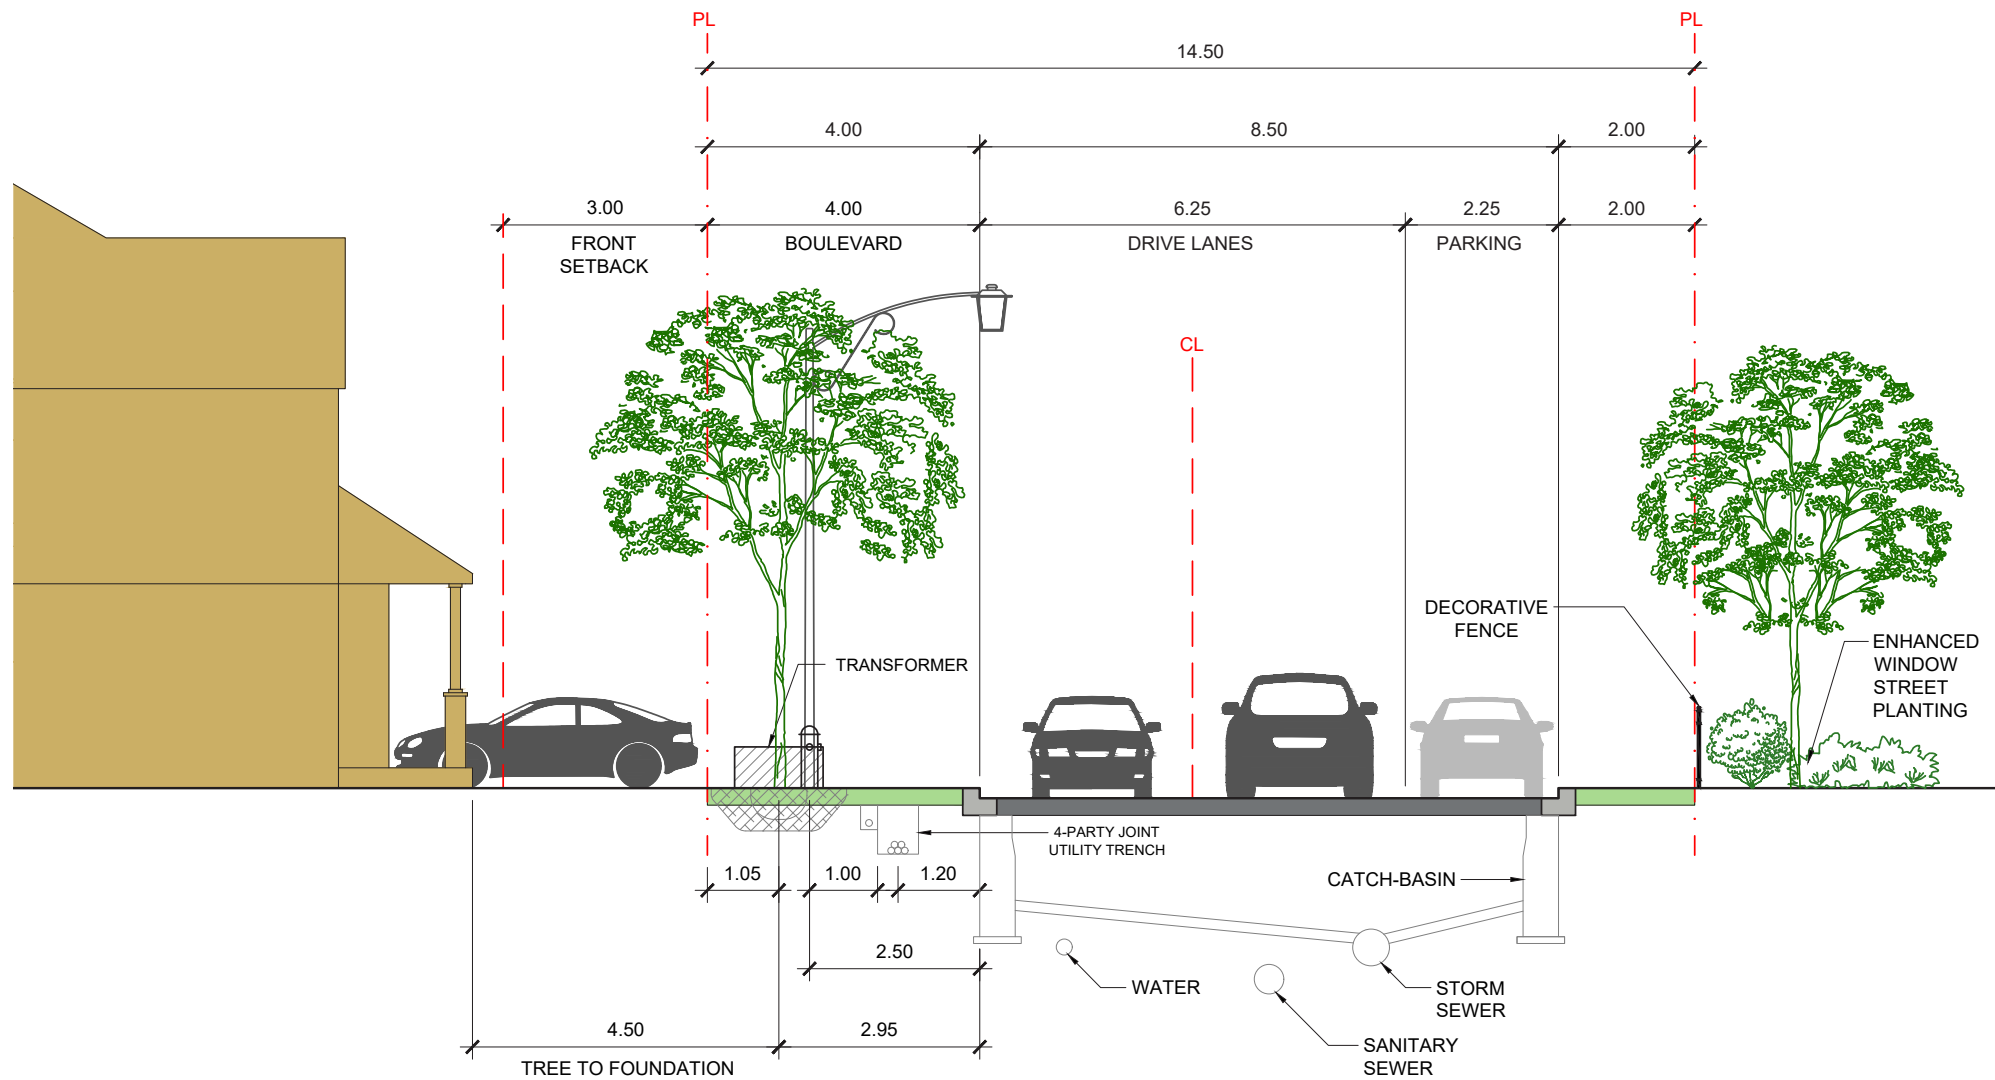 PL
PL
14.50
4.00
8.50
2.00
3.00
4.00
6.25
2.25
2.00
FRONT
SETBACK
BOULEVARD
DRIVE LANES
PARKING
CL
DECORATIVE
FENCE
ENHANCED
WINDOW
STREET
PLANTING
TRANSFORMER
4-PARTY JOINT
UTILITY TRENCH
1.05
1.00
1.20
CATCH-BASIN
2.50
WATER
STORM
SEWER
4.50
2.95
SANITARY
SEWER
TREE TO FOUNDATION